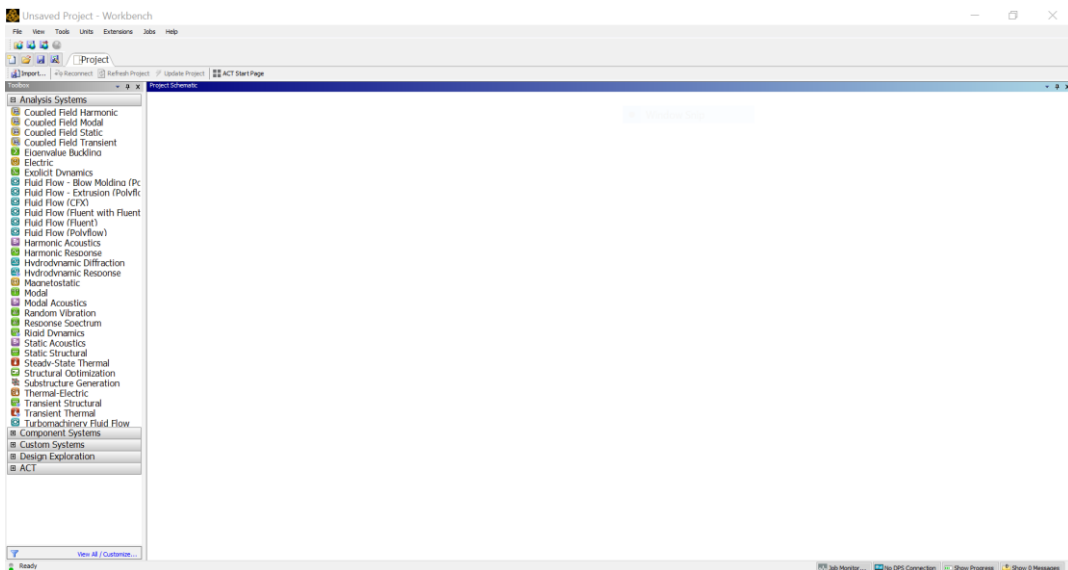 Unsaved Project - Workbench
File View Tools Units Extensions Jobs Help
Project
Import... Reconnect Refresh Project Update Project ACT Start Page
Toolbox
Project Schematic
Analysis Systems
Coupled Field Harmonic
Coupled Field Modal
Coupled Field Static
Coupled Field Transient
Eigenvalue Buckling
Electric
Explicit Dynamics
Fluid Flow - Blow Molding (Po
Fluid Flow - Extrusion (Polyflo
Fluid Flow (CFX)
Fluid Flow (Fluent with Fluent
Fluid Flow (Fluent)
Fluid Flow (Polyflow)
Harmonic Acoustics
Harmonic Response
Hydrodynamic Diffraction
Hydrodynamic Response
Magnetostatic
Modal
Modal Acoustics
Random Vibration
Response Spectrum
Rigid Dynamics
Static Acoustics
Static Structural
Steady-State Thermal
Structural Optimization
Substructure Generation
Thermal-Electric
Transient Structural
Transient Thermal
Turbomachinery Fluid Flow
Component Systems
Custom Systems
Design Exploration
ACT
View All / Customize...
Ready
Job Monitor... No DPS Connection Show Progress Show 0 Messages